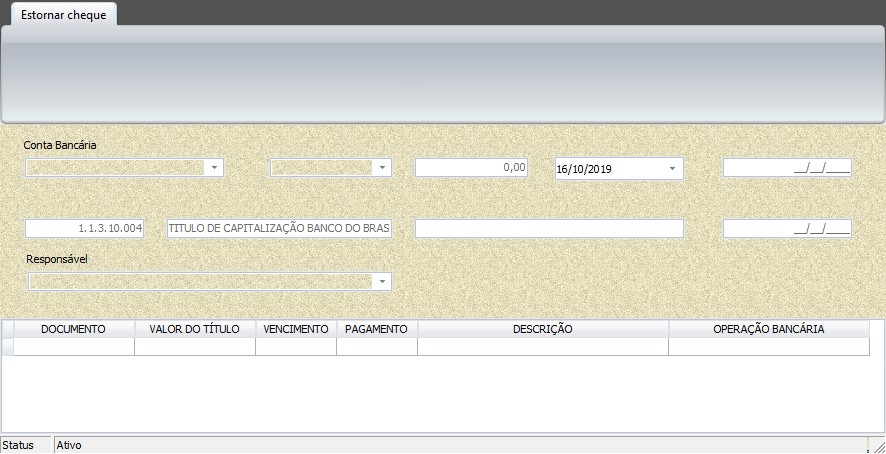 Estornar cheque
Conta Bancária
0,00 16/10/2019 __/__/____
1.1.3.10.004 TITULO DE CAPITALIZAÇÃO BANCO DO BRAS __/__/____
Responsável
DOCUMENTO VALOR DO TÍTULO VENCIMENTO PAGAMENTO DESCRIÇÃO OPERAÇÃO BANCÁRIA
Status Ativo